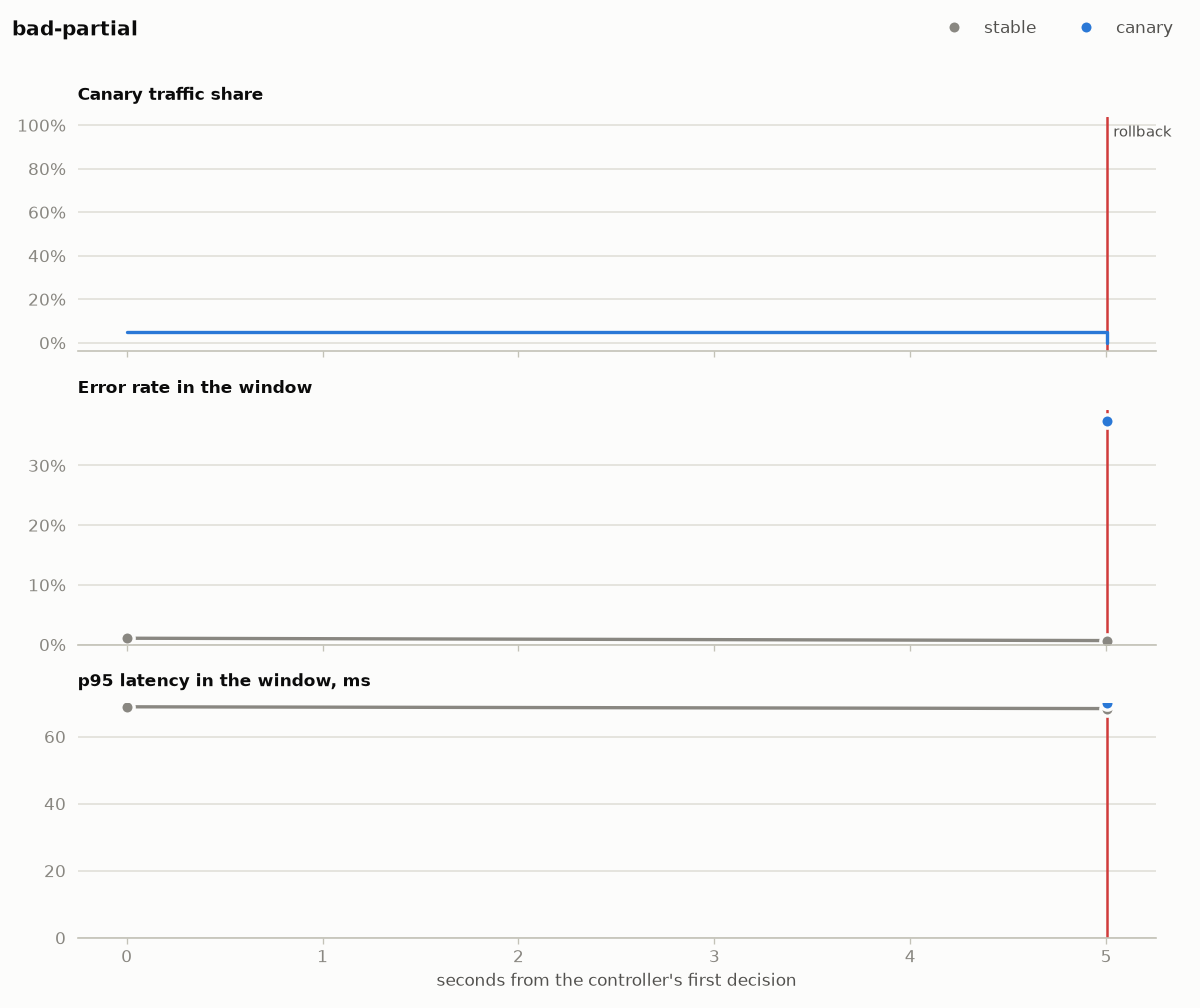 bad-partial
stable
canary
Canary traffic share
100%
rollback
80%
60%
40%
20%
0%
Error rate in the window
30%
20%
10%
0%
p95 latency in the window, ms
60
40
20
0
0 1 2 3 4 5
seconds from the controller's first decision